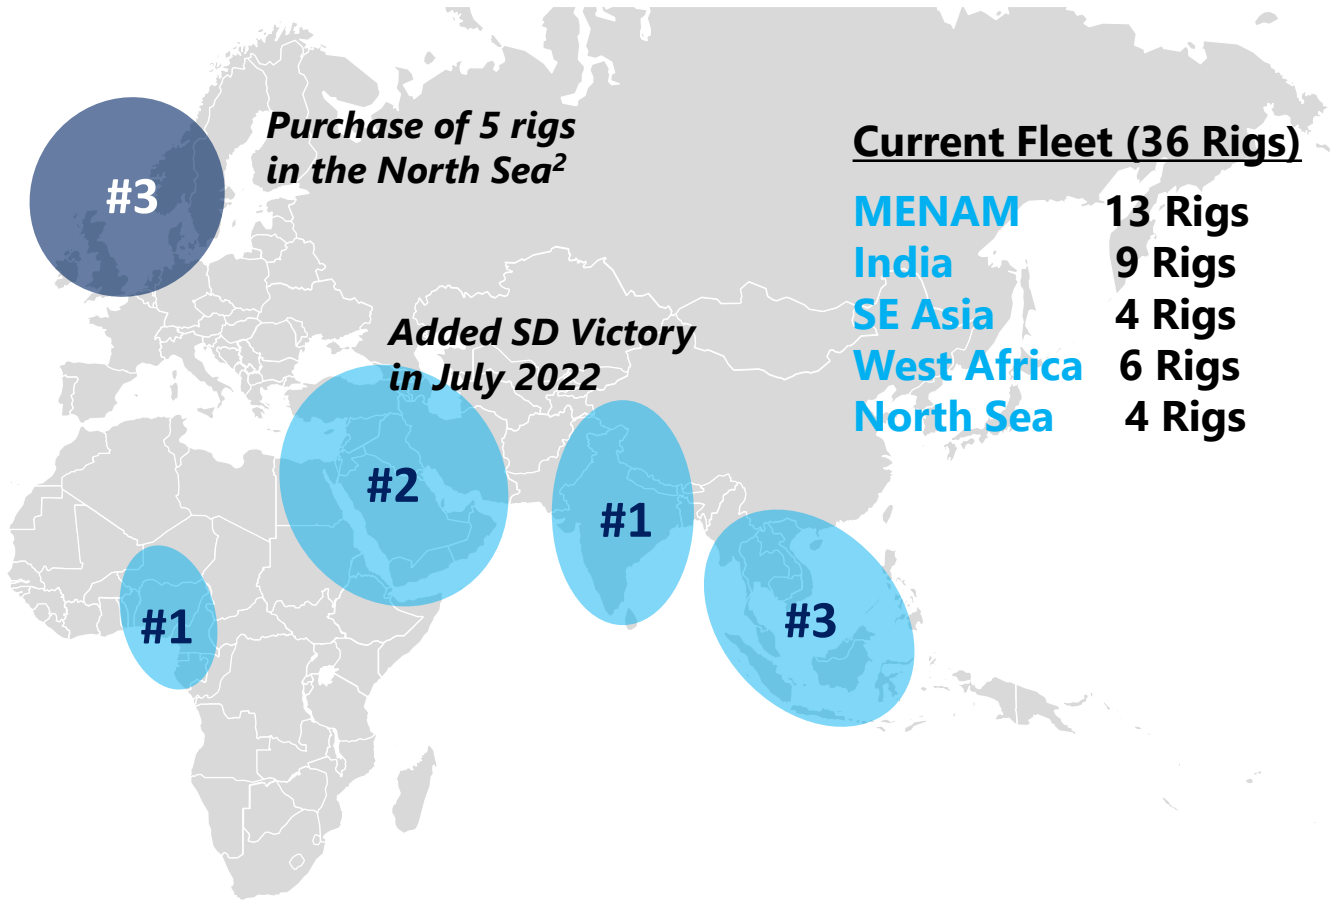 Purchase of 5 rigs
in the North Sea²
#3
Current Fleet (36 Rigs)
MENAM 13 Rigs
India 9 Rigs
SE Asia 4 Rigs
West Africa 6 Rigs
North Sea 4 Rigs
Added SD Victory
in July 2022
#2
#1
#3
#1